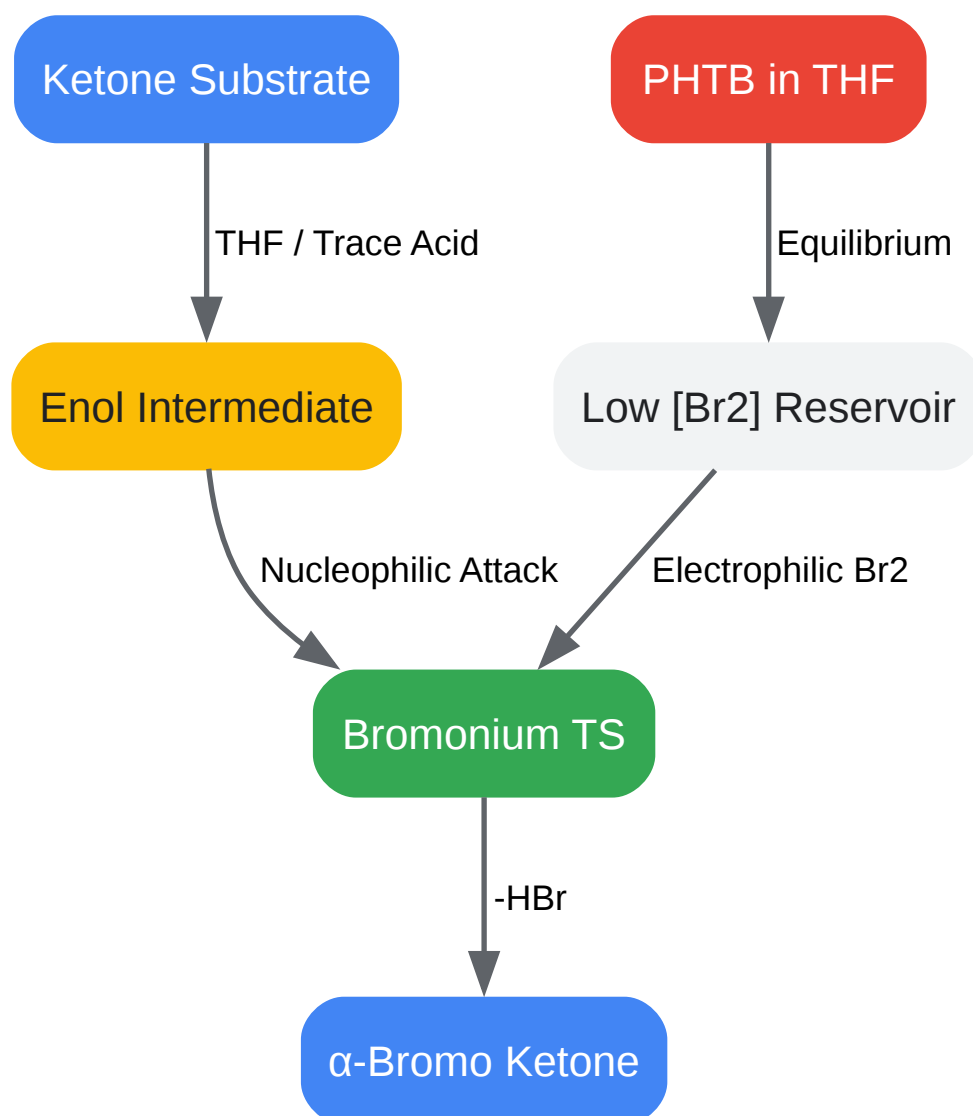 Ketone Substrate
PHTB in THF
THF / Trace Acid
Equilibrium
Enol Intermediate
Low [Br2] Reservoir
Nucleophilic Attack
Electrophilic Br2
Bromonium TS
-HBr
α-Bromo Ketone